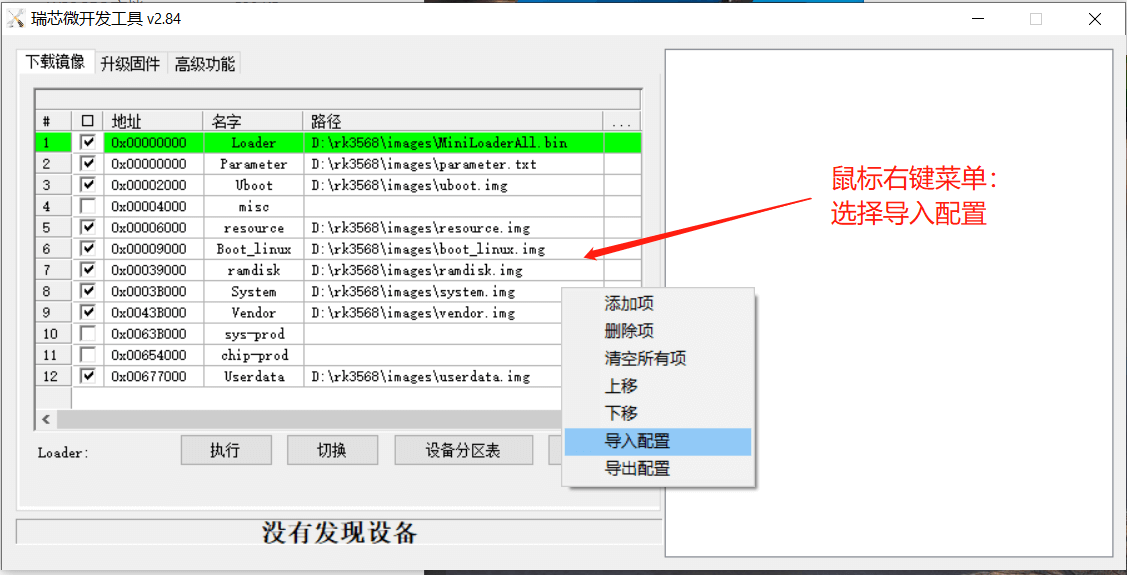 瑞芯微开发工具 v2.84
下载镜像 升级固件 高级功能
# 地址 名字 路径 ...
1 0x00000000 Loader D:\rk3568\images\MiniLoaderAll.bin
2 0x00000000 Parameter D:\rk3568\images\parameter.txt
3 0x00002000 Uboot D:\rk3568\images\uboot.img
4 0x00004000 misc
5 0x00006000 resource D:\rk3568\images\resource.img
6 0x00009000 Boot_linux D:\rk3568\images\boot_linux.img
7 0x00039000 ramdisk D:\rk3568\images\ramdisk.img
8 0x0003B000 System D:\rk3568\images\system.img
9 0x0043B000 Vendor D:\rk3568\images\vendor.img
10 0x0063B000 sys-prod
11 0x00654000 chip-prod
12 0x00677000 Userdata D:\rk3568\images\userdata.img
鼠标右键菜单：
选择导入配置
添加项
删除项
清空所有项
上移
下移
导入配置
导出配置
Loader: 执行 切换 设备分区表
没有发现设备